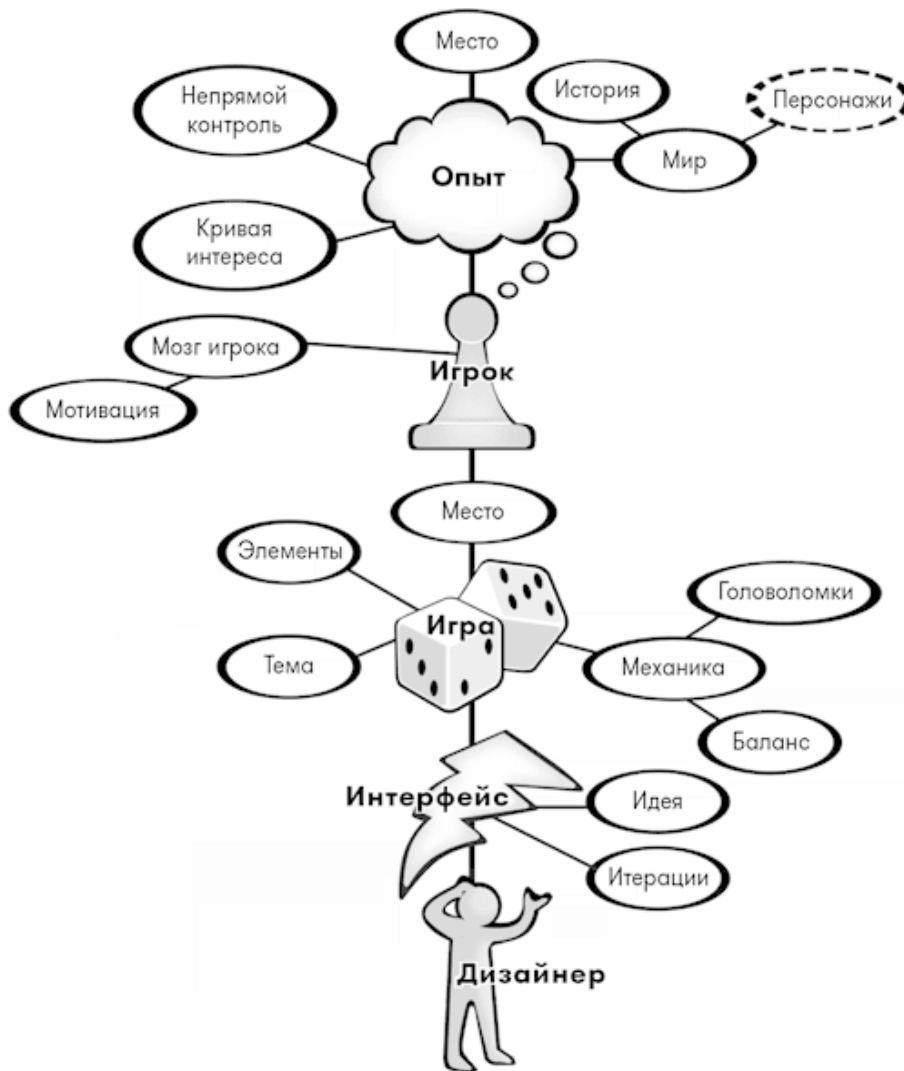 Место
История
Персонажи
Непрямой
контроль
Мир
Опыт
Кривая
интереса
Мозг игрока
Игрок
Мотивация
Место
Элементы
Головоломки
Игра
Тема
Механика
Баланс
Интерфейс
Идея
Итерации
Дизайнер